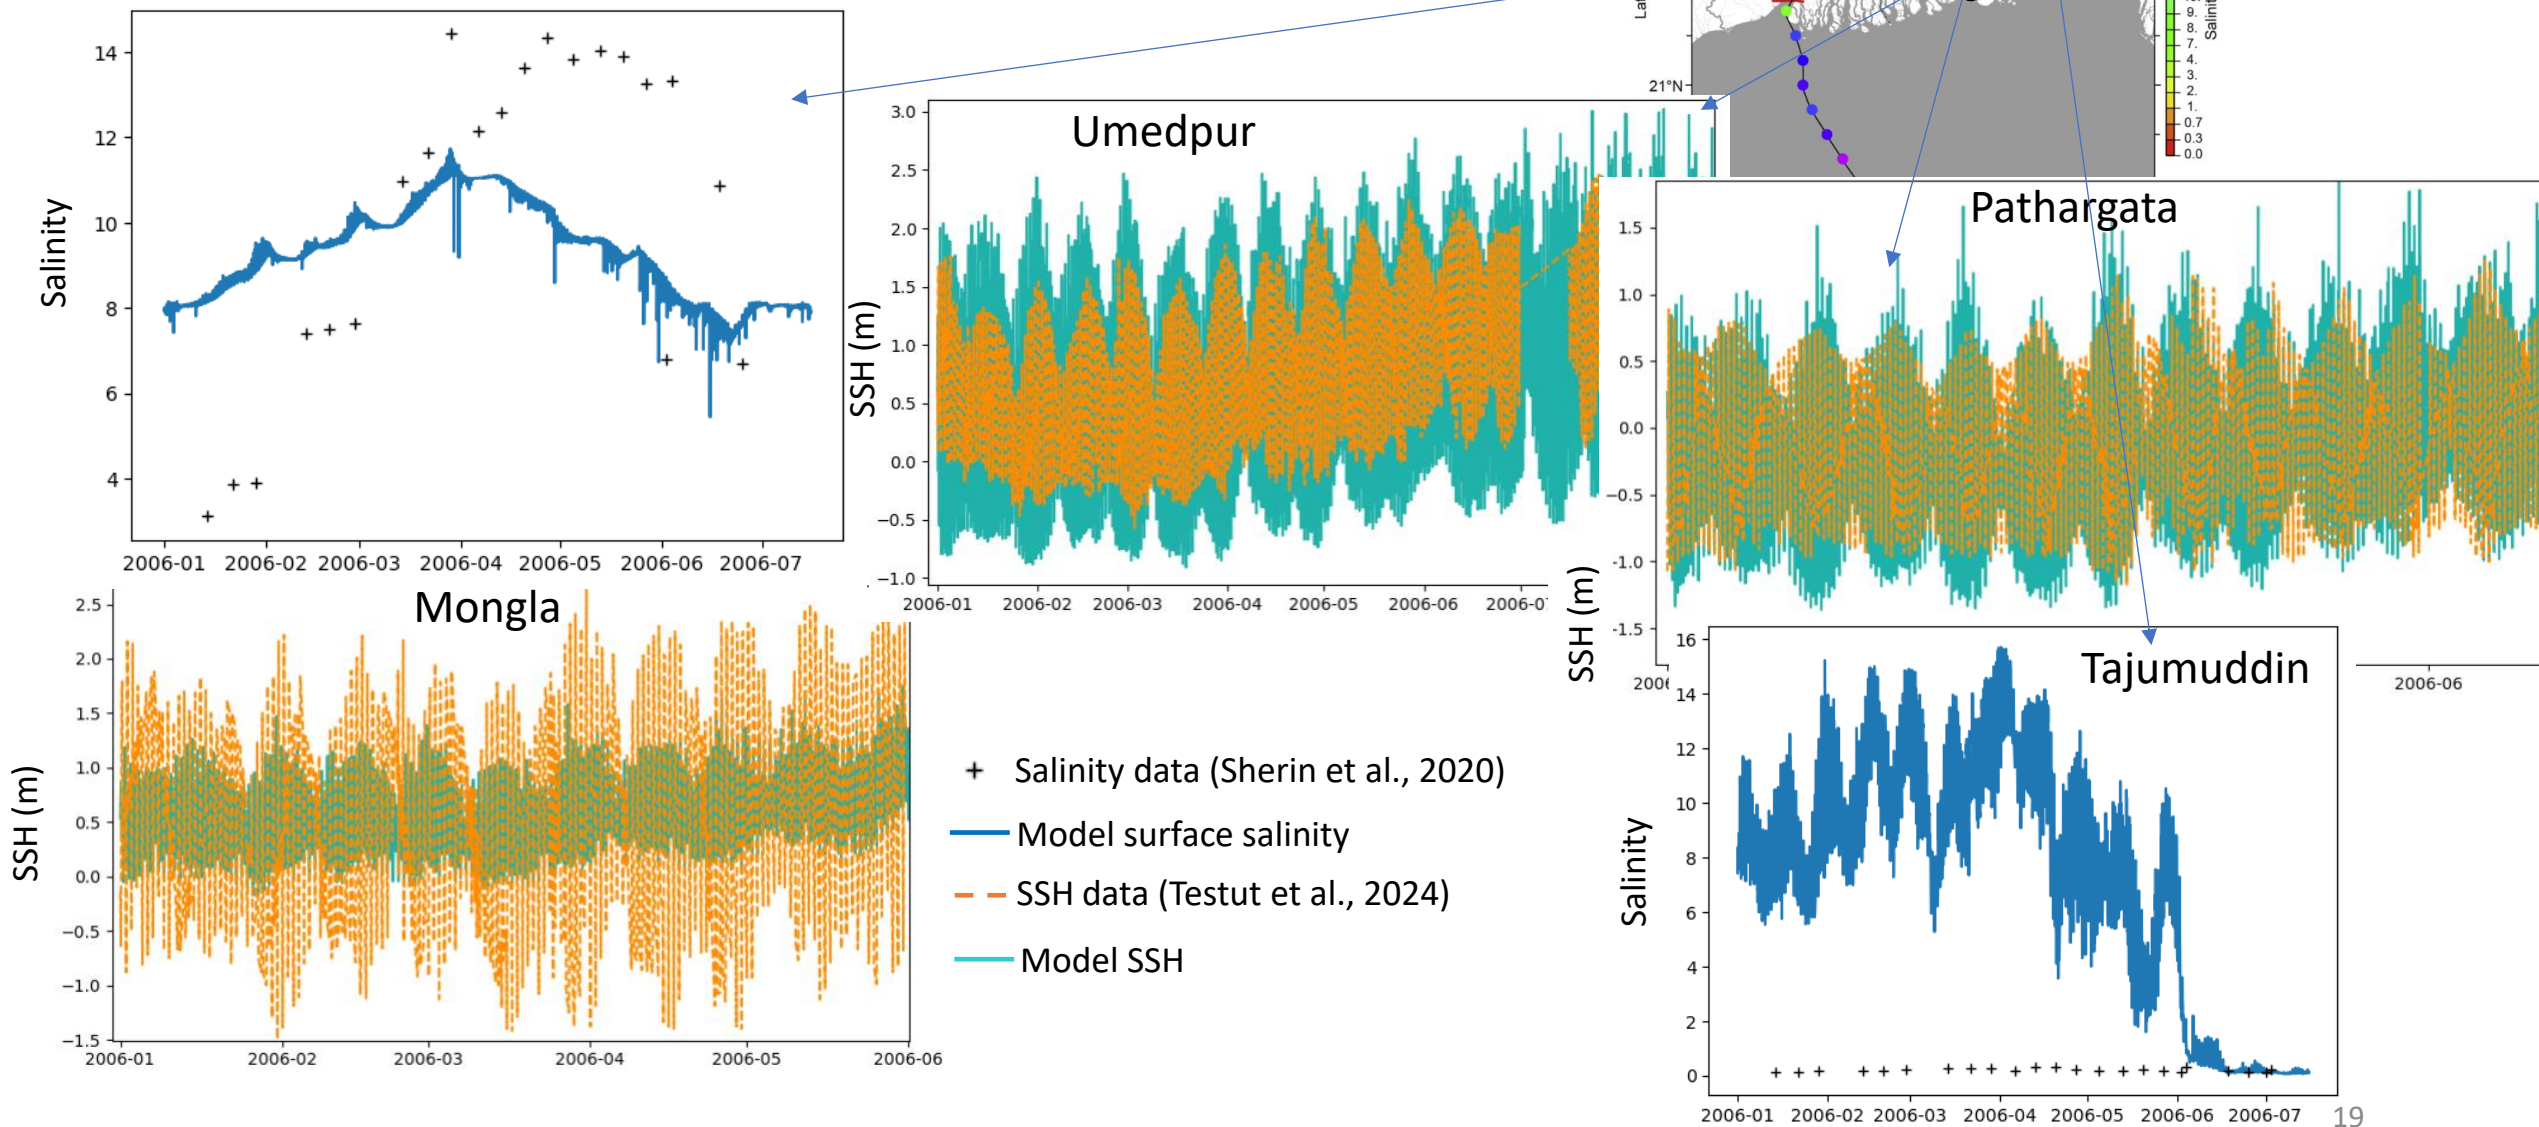 14
12
10
8
6
4
Salinity
2006-01 2006-02 2006-03 2006-04 2006-05 2006-06 2006-07
Umedpur
3.0
2.5
2.0
1.5
1.0
0.5
0.0
−0.5
−1.0
SSH (m)
2006-01 2006-02 2006-03 2006-04 2006-05 2006-06
21°N
9.
8.
7.
4.
3.
2.
1.
0.7
0.3
0.0
Pathargata
1.5
1.0
0.5
0.0
−0.5
-1.0
-1.5
SSH (m)
2006-06
Mongla
2.5
2.0
1.5
1.0
0.5
0.0
−0.5
−1.0
−1.5
SSH (m)
2006-01 2006-02 2006-03 2006-04 2006-05 2006-06
Salinity data (Sherin et al., 2020)
Model surface salinity
SSH data (Testut et al., 2024)
Model SSH
Tajumuddin
16
14
12
10
8
6
4
2
0
Salinity
2006-01 2006-02 2006-03 2006-04 2006-05 2006-06 2006-07
19